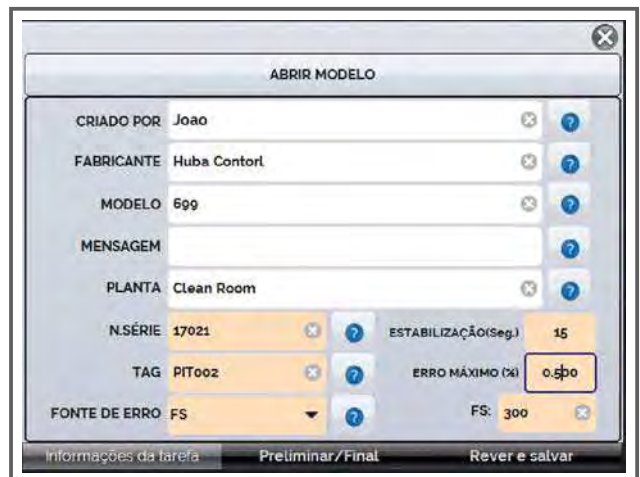 ABRIR MODELO
CRIADO POR Joao
FABRICANTE Huba Contorl
MODELO 699
MENSAGEM
PLANTA Clean Room
N.SÉRIE 17021 ESTABILIZAÇÃO(Seg.) 15
TAG PIT002 ERRO MÁXIMO (%) 0.500
FONTE DE ERRO FS FS: 300
Informações da tarefa Preliminar/Final Rever e salvar